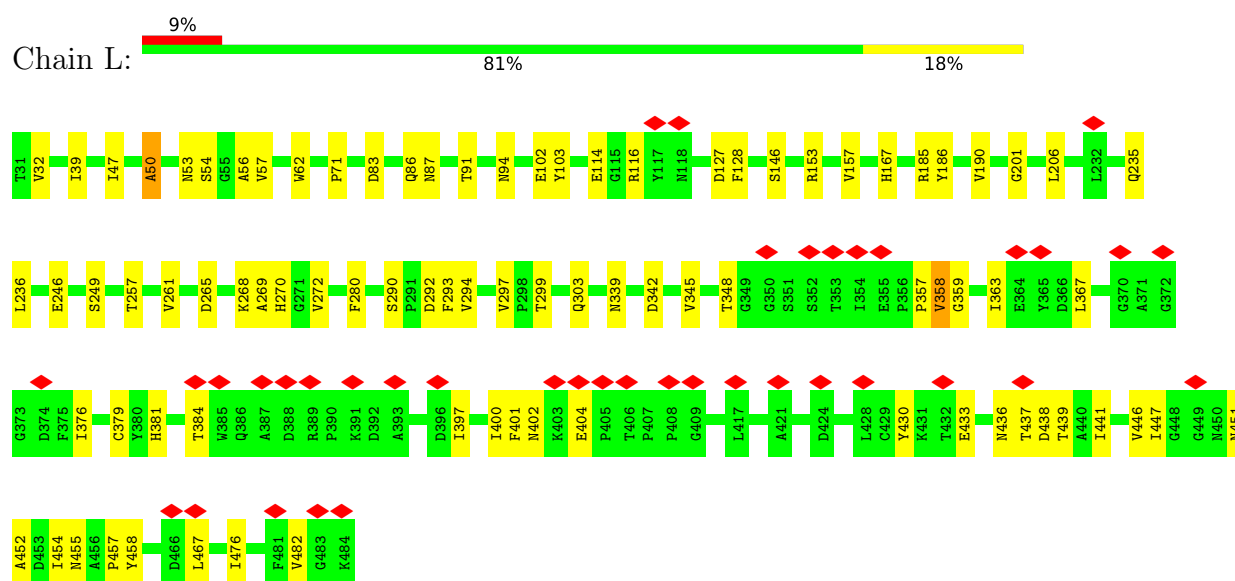 9%
Chain L:
81% 18%
T31 V32 I39 I47 A50 N53 S54 G55 A56 V57 W62 P71 D83 Q86 N87 T91 N94 E102 Y103 E114 G115 R116 Y117 N118 D127 F128 S146 R153 V157 H167 R185 Y186 V190 G201 L206 L232 Q235
L236 E246 S249 T257 V261 D265 K268 A269 H270 G271 V272 F280 S290 P291 D292 F293 V294 V297 P298 T299 Q303 N339 D342 V345 T348 G349 G350 S351 S352 T353 I354 E355 P356 P357 V358 G359 I363 E364 Y365 D366 L367 G370 A371 G372
G373 D374 F375 I376 C379 Y380 H381 T384 W385 Q386 A387 D388 R389 P390 K391 D392 A393 D396 I397 I400 F401 N402 K403 E404 P405 T406 P407 P408 G409 L417 A421 D424 L428 C429 Y430 K431 T432 E433 N436 T437 D438 T439 A440 I441 V446 I447 G448 G449 N450 N451
A452 D453 I454 N455 A456 P457 Y458 D466 L467 I476 F481 V482 G483 K484